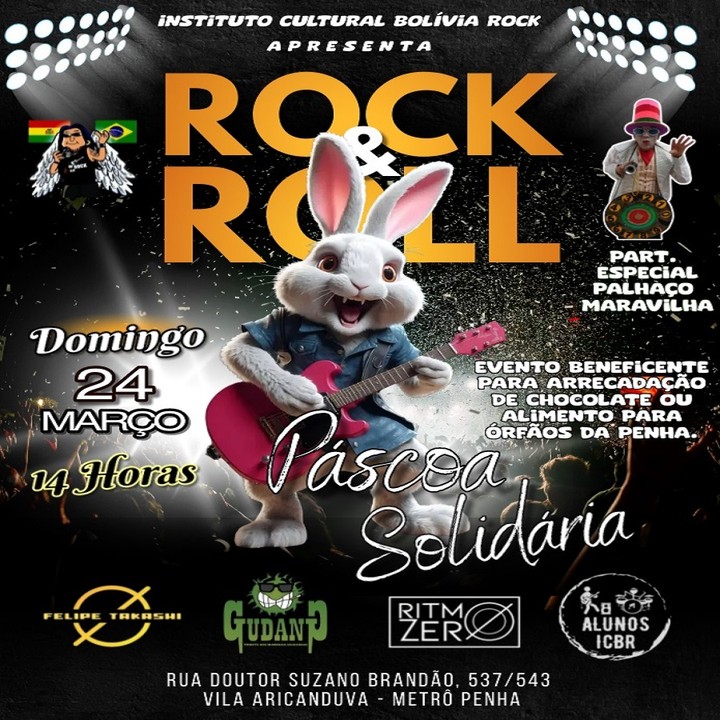 INSTITUTO CULTURAL BOLÍVIA ROCK
APRESENTA
ROCK
&
ROLL
PART.
ESPECIAL
PALHAÇO
MARAVILHA
Domingo
24
MARÇO
14 Horas
EVENTO BENEFICENTE
PARA ARRECADAÇÃO
DE CHOCOLATE OU
ALIMENTO PARA
ÓRFÃOS DA PENHA.
Páscoa
Solidária
FELIPE TAKASHI
GUDANG
RITMO
ZERO
ALUNOS
ICBR
RUA DOUTOR SUZANO BRANDÃO, 537/543
VILA ARICANDUVA - METRÔ PENHA